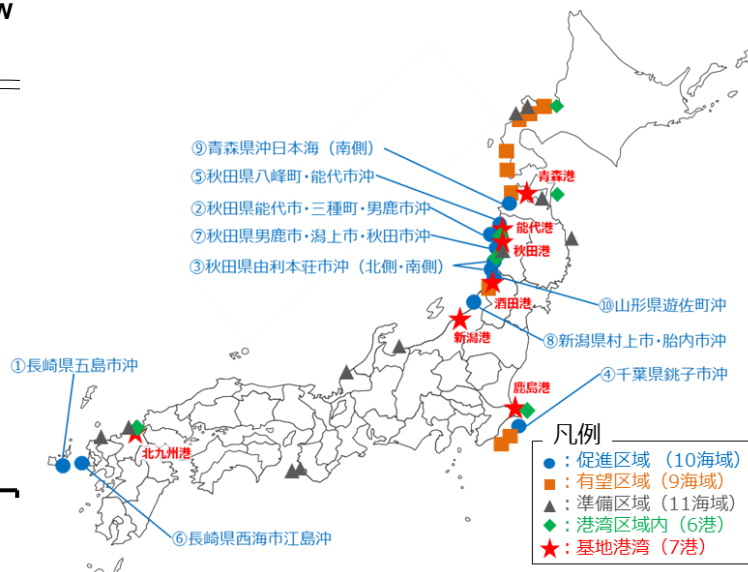 w
⑨青森県沖日本海（南側）
⑤秋田県八峰町・能代市沖
②秋田県能代市・三種町・男鹿市沖
⑦秋田県男鹿市・潟上市・秋田市沖
③秋田県由利本荘市沖（北側・南側）
青森港
能代港
秋田港
酒田港
⑩山形県遊佐町沖
新潟港
⑧新潟県村上市・胎内市沖
①長崎県五島市沖
④千葉県銚子市沖
鹿島港
北九州港
⑥長崎県西海市江島沖
凡例
：促進区域（10海域）
：有望区域（9海域）
：準備区域（11海域）
：港湾区域内（6港）
：基地港湾（7港）